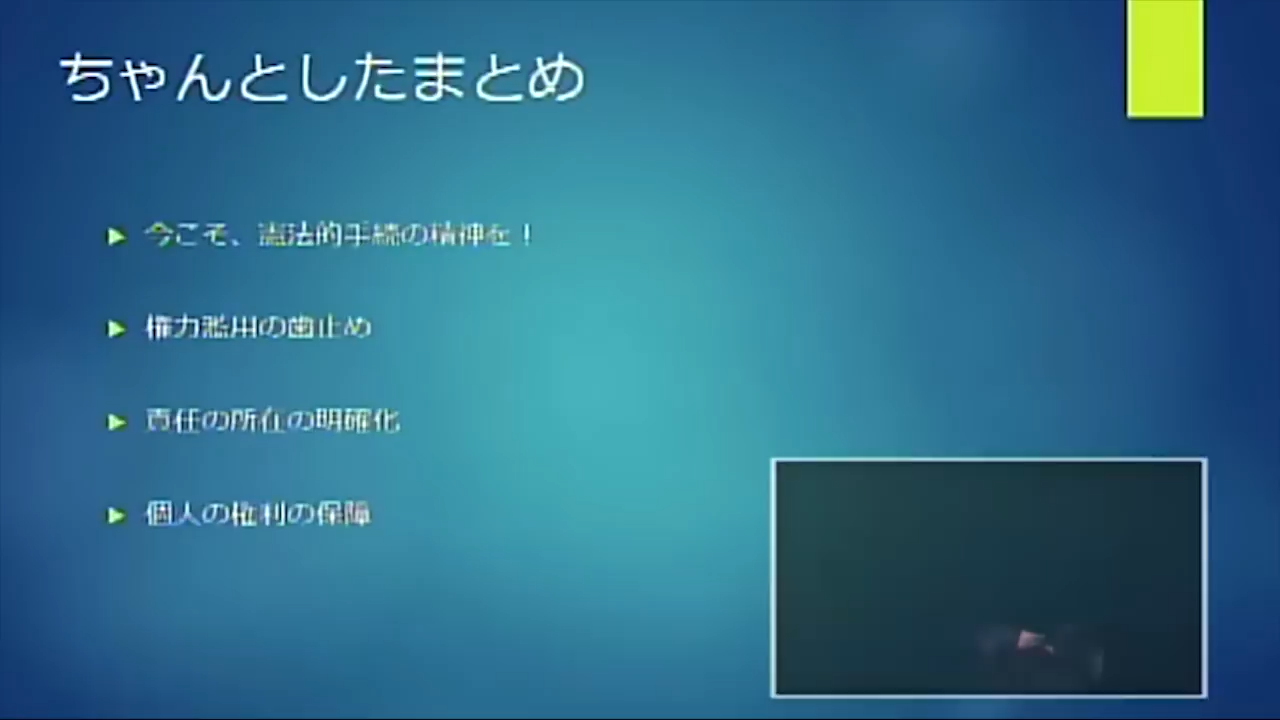 ちゃんとしたまとめ
今こそ、憲法的手続の精神を！
権力濫用の歯止め
責任の所在の明確化
個人の権利の保障